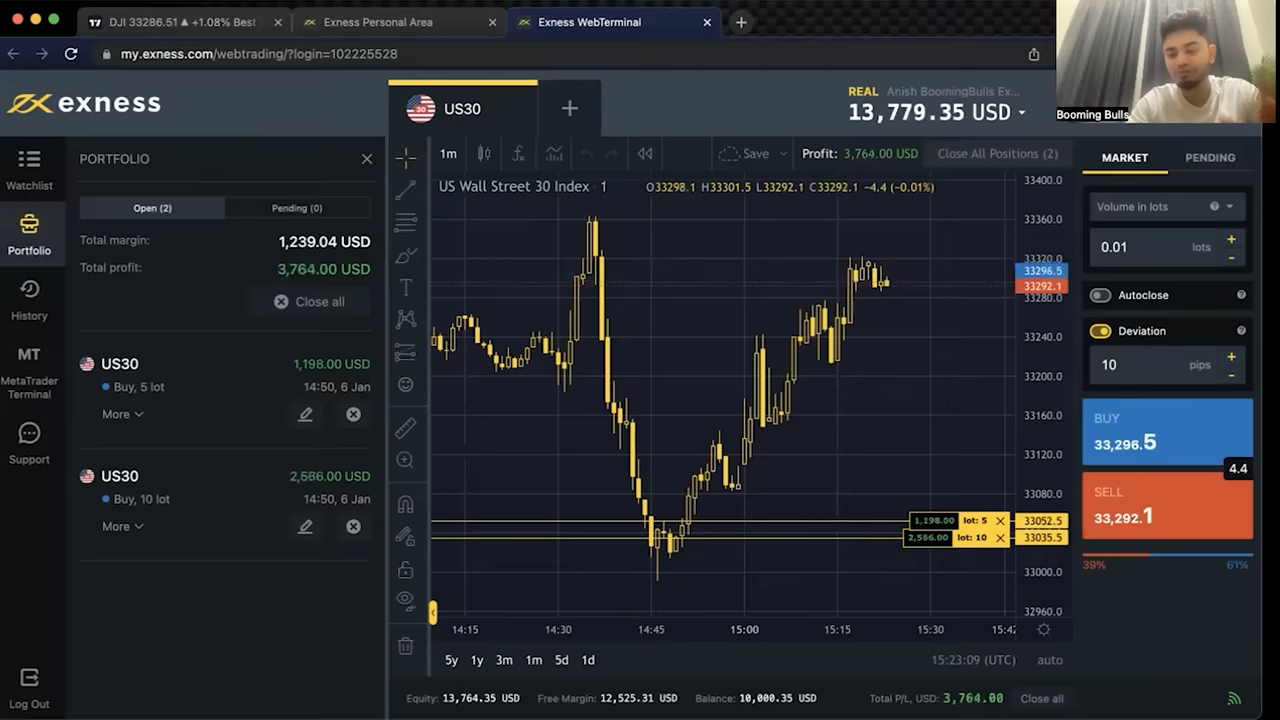 DJI 33286.51 ▲ +1.08% Best
Exness Personal Area
Exness WebTerminal
my.exness.com/webtrading/?login=102225528
exness
US30
REAL Anish BoomingBulls Ex...
13,779.35 USD
Booming Bulls
Watchlist
Portfolio
History
MT
MetaTrader
Terminal
Support
Log Out
PORTFOLIO
Open (2)
Pending (0)
Total margin: 1,239.04 USD
Total profit: 3,764.00 USD
Close all
US30 1,198.00 USD
Buy, 5 lot 14:50, 6 Jan
More
US30 2,566.00 USD
Buy, 10 lot 14:50, 6 Jan
More
1m
Save
Profit: 3,764.00 USD
Close All Positions (2)
US Wall Street 30 Index · 1 O33298.1 H33301.5 L33292.1 C33292.1 -4.4 (-0.01%)
33400.0
33360.0
33320.0
33296.5
33292.1
33280.0
33240.0
33200.0
33160.0
33120.0
33080.0
1,198.00 lot: 5 33052.5
2,566.00 lot: 10 33035.5
33000.0
32960.0
14:15 14:30 14:45 15:00 15:15 15:30 15:42
5y 1y 3m 1m 5d 1d
15:23:09 (UTC) auto
Equity: 13,764.35 USD Free Margin: 12,525.31 USD Balance: 10,000.35 USD
Total P/L, USD: 3,764.00 Close all
MARKET
PENDING
Volume in lots
0.01 lots
Autoclose
Deviation
10 pips
BUY
33,296.5
4.4
SELL
33,292.1
39% 61%